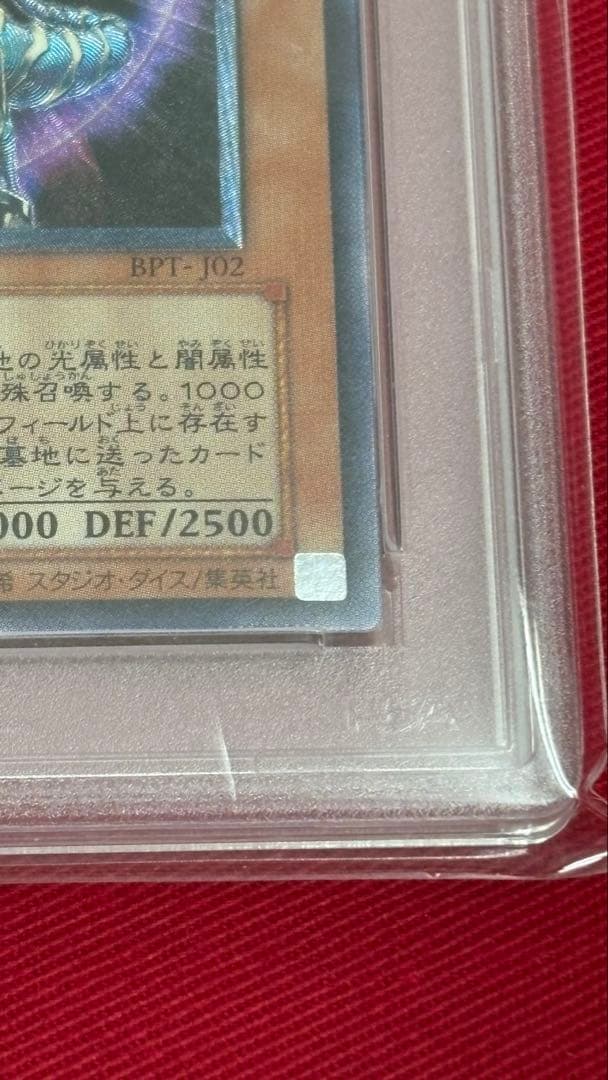 BPT-J02
の光属性と闇属性
殊召喚する。1000
フィールド上に存在す
墓地に送ったカード
ージを与える。
000 DEF/2500
スタジオ・ダイス/集英社